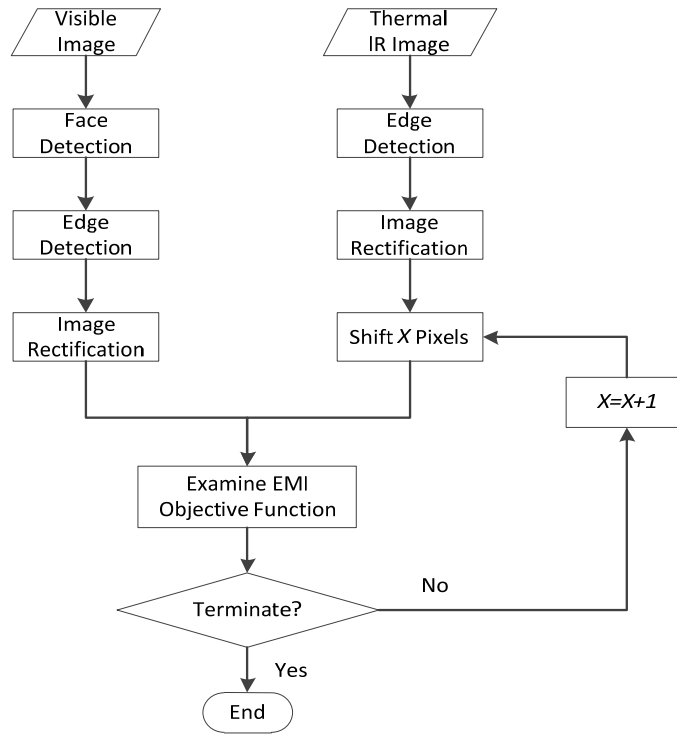 Visible
Image
Thermal
IR Image
Face
Detection
Edge
Detection
Edge
Detection
Image
Rectification
Image
Rectification
Shift X Pixels
X=X+1
Examine EMI
Objective Function
Terminate?
No
Yes
End